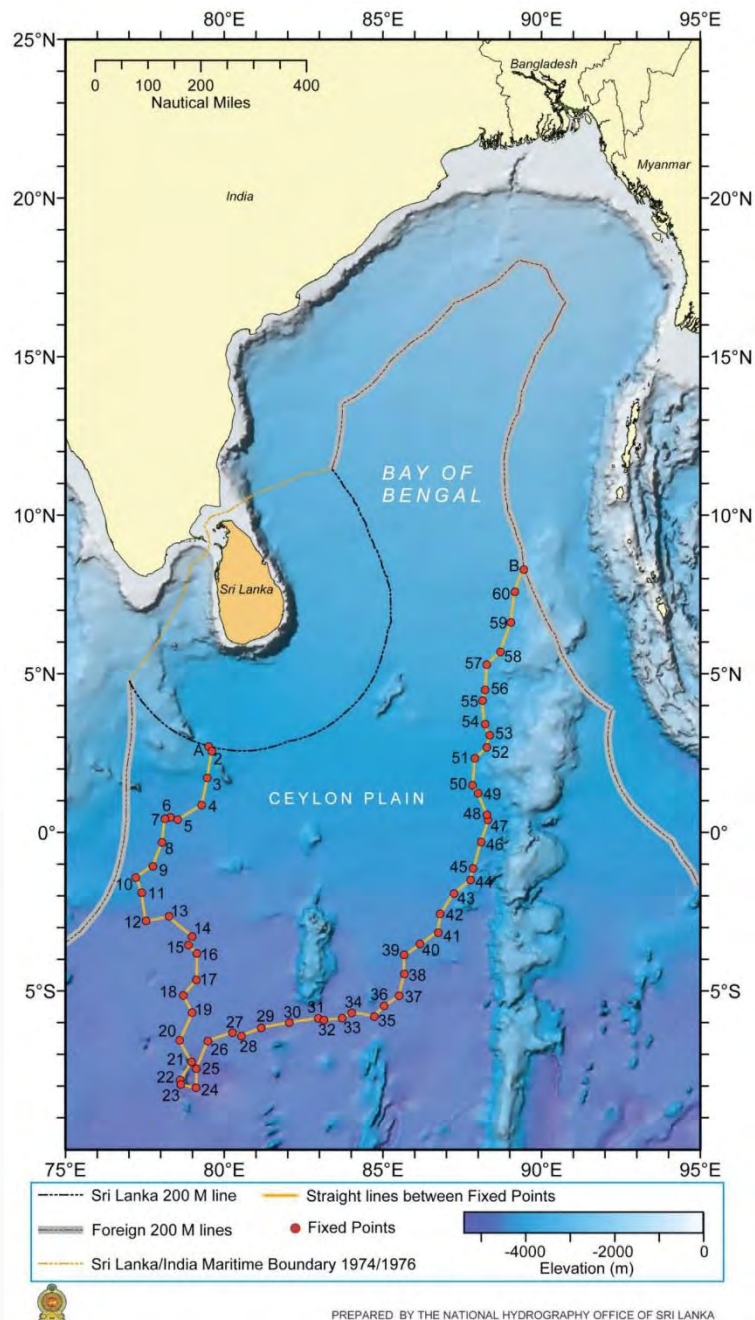 80°E 90°E
75°E 85°E 95°E
25°N 25°N
0 100 200 400
Nautical Miles
Bangladesh
Myanmar
India
20°N 20°N
15°N 15°N
BAY OF
BENGAL
10°N 10°N
Sri Lanka
B
60
59
58
57
5°N 5°N
56
55
54
53
52
51
A
2
3
50
49
CEYLON PLAIN
4
6
7 5
48
47
0° 0°
8
46
9
45
10
44
11
43
12
13
42
14
41
15
40
16
39
17
38
5°S 5°S
18
37
36
19
34
35
31
33
32
30
29
27
28
20
26
21
25
22
23
24
75°E 80°E 85°E 90°E 95°E
Sri Lanka 200 M line
Straight lines between Fixed Points
Foreign 200 M lines
Fixed Points
Sri Lanka/India Maritime Boundary 1974/1976
-4000 -2000 0
Elevation (m)
PREPARED BY THE NATIONAL HYDROGRAPHY OFFICE OF SRI LANKA